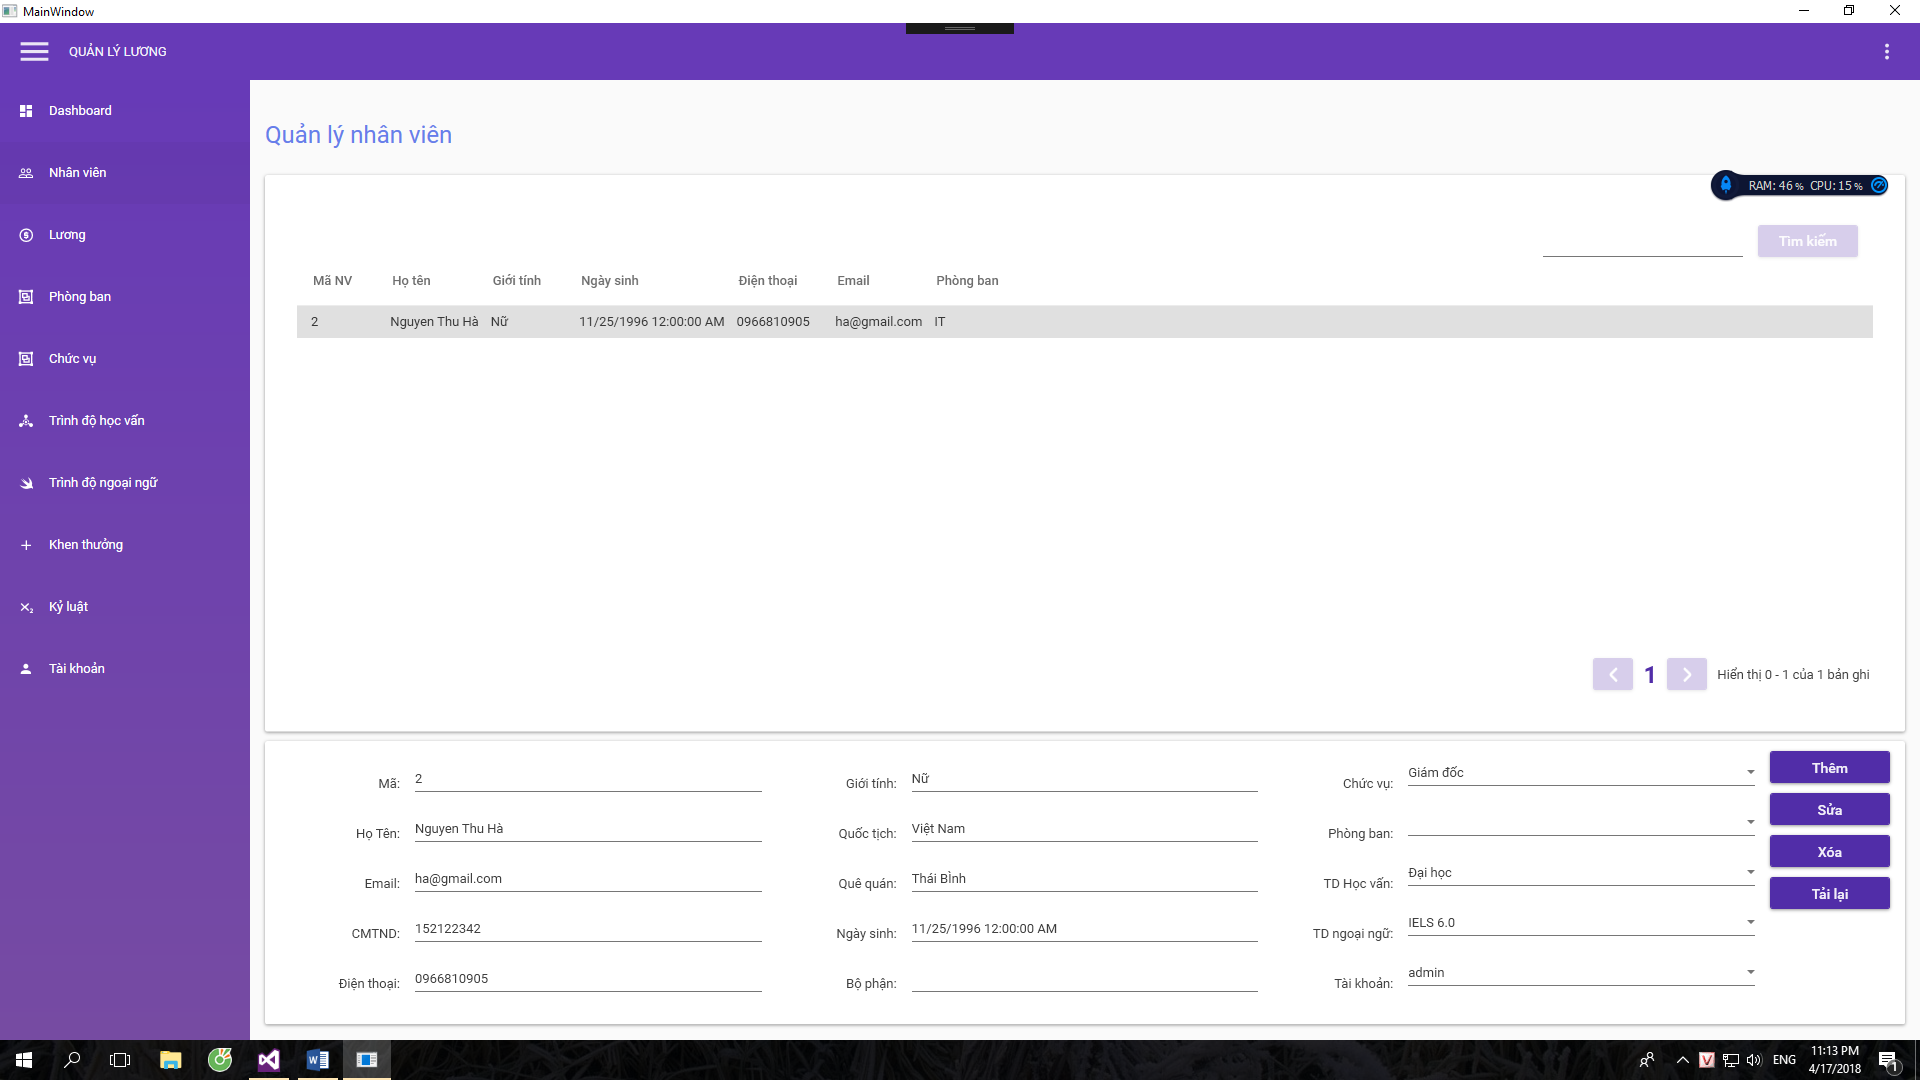 MainWindow
QUẢN LÝ LƯƠNG
Dashboard
Nhân viên
Lương
Phòng ban
Chức vụ
Trình độ học vấn
Trình độ ngoại ngữ
Khen thưởng
Kỷ luật
Tài khoản
Quản lý nhân viên
RAM: 46 % CPU: 15 %
Tìm kiếm
Mã NV Họ tên Giới tính Ngày sinh Điện thoại Email Phòng ban
2 Nguyen Thu Hà Nữ 11/25/1996 12:00:00 AM 0966810905 ha@gmail.com IT
1 Hiển thị 0 - 1 của 1 bản ghi
Mã: 2
Họ Tên: Nguyen Thu Hà
Email: ha@gmail.com
CMTND: 152122342
Điện thoại: 0966810905
Giới tính: Nữ
Quốc tịch: Việt Nam
Quê quán: Thái BÌnh
Ngày sinh: 11/25/1996 12:00:00 AM
Bộ phận:
Chức vụ: Giám đốc
Phòng ban:
TD Học vấn: Đại học
TD ngoại ngữ: IELS 6.0
Tài khoản: admin
Thêm
Sửa
Xóa
Tải lại
ENG
11:13 PM
4/17/2018
1